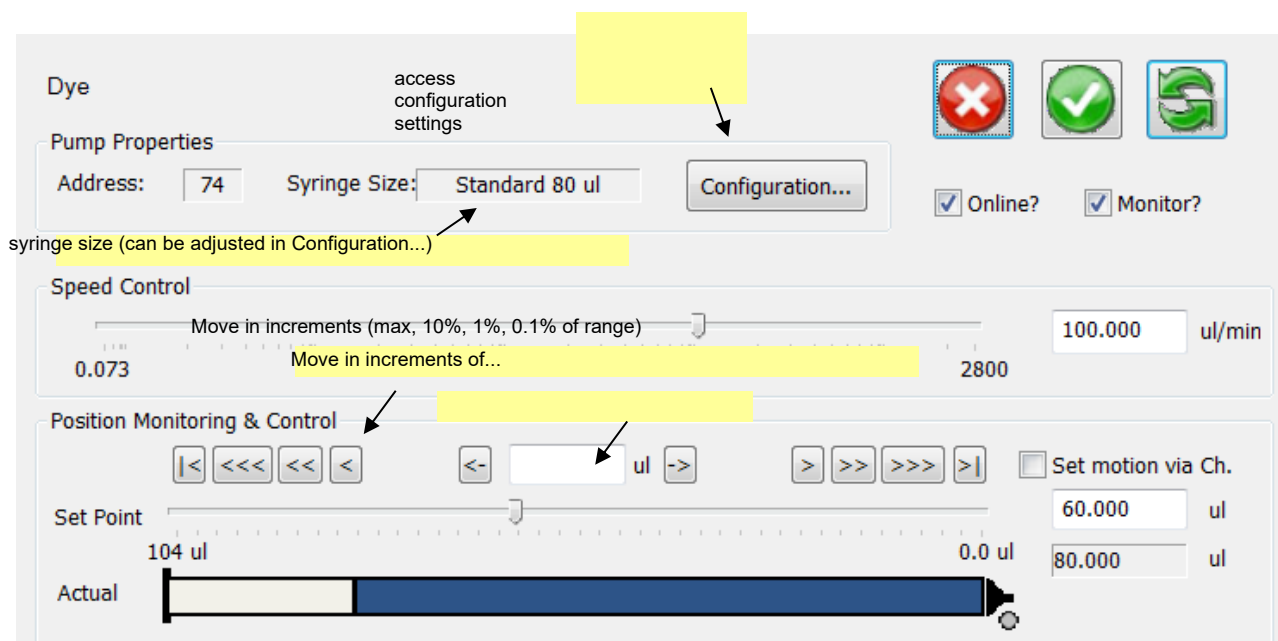 Dye
access
configuration
settings
Pump Properties
Address: 74 Syringe Size: Standard 80 ul Configuration...
Online? Monitor?
syringe size (can be adjusted in Configuration...)
Speed Control
Move in increments (max, 10%, 1%, 0.1% of range)
100.000 ul/min
Move in increments of...
0.073 2800
Position Monitoring & Control
|< <<< << < <- ul -> > >> >>> >| Set motion via Ch.
Set Point 60.000 ul
104 ul 0.0 ul
80.000 ul
Actual